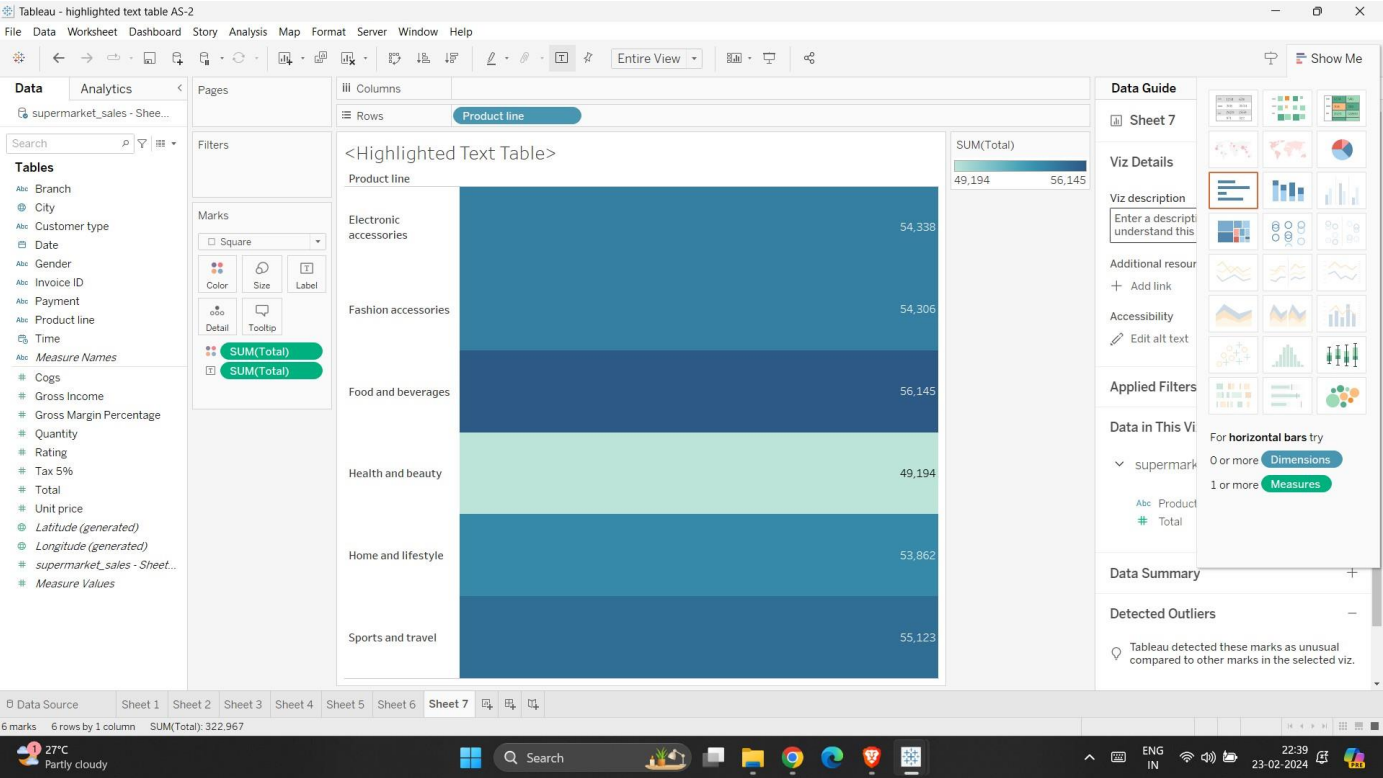 Tableau - highlighted text table AS-2
File Data Worksheet Dashboard Story Analysis Map Format Server Window Help
Entire View
Show Me
Data Analytics
supermarket_sales - Shee...
Search
Tables
Abc Branch
City
Abc Customer type
Date
Abc Gender
Abc Invoice ID
Abc Payment
Abc Product line
Time
Abc Measure Names
# Cogs
# Gross Income
# Gross Margin Percentage
# Quantity
# Rating
# Tax 5%
# Total
# Unit price
Latitude (generated)
Longitude (generated)
# supermarket_sales - Sheet...
# Measure Values
Pages
Filters
Marks
Square
Color Size Label
Detail Tooltip
SUM(Total)
SUM(Total)
Columns
Rows Product line
<Highlighted Text Table>
Product line
Electronic
accessories
54,338
Fashion accessories 54,306
Food and beverages 56,145
Health and beauty 49,194
Home and lifestyle 53,862
Sports and travel 55,123
SUM(Total)
49,194 56,145
Data Guide
Sheet 7
Viz Details
Viz description
Enter a descripti
understand this
Additional resour
Add link
Accessibility
Edit alt text
Applied Filters
Data in This Vi
supermark
Abc Product
# Total
For horizontal bars try
0 or more Dimensions
1 or more Measures
Data Summary
Detected Outliers
Tableau detected these marks as unusual
compared to other marks in the selected viz.
Data Source Sheet 1 Sheet 2 Sheet 3 Sheet 4 Sheet 5 Sheet 6 Sheet 7
6 marks 6 rows by 1 column SUM(Total): 322,967
1
27°C
Partly cloudy
Search
ENG
IN
22:39
23-02-2024
PRE